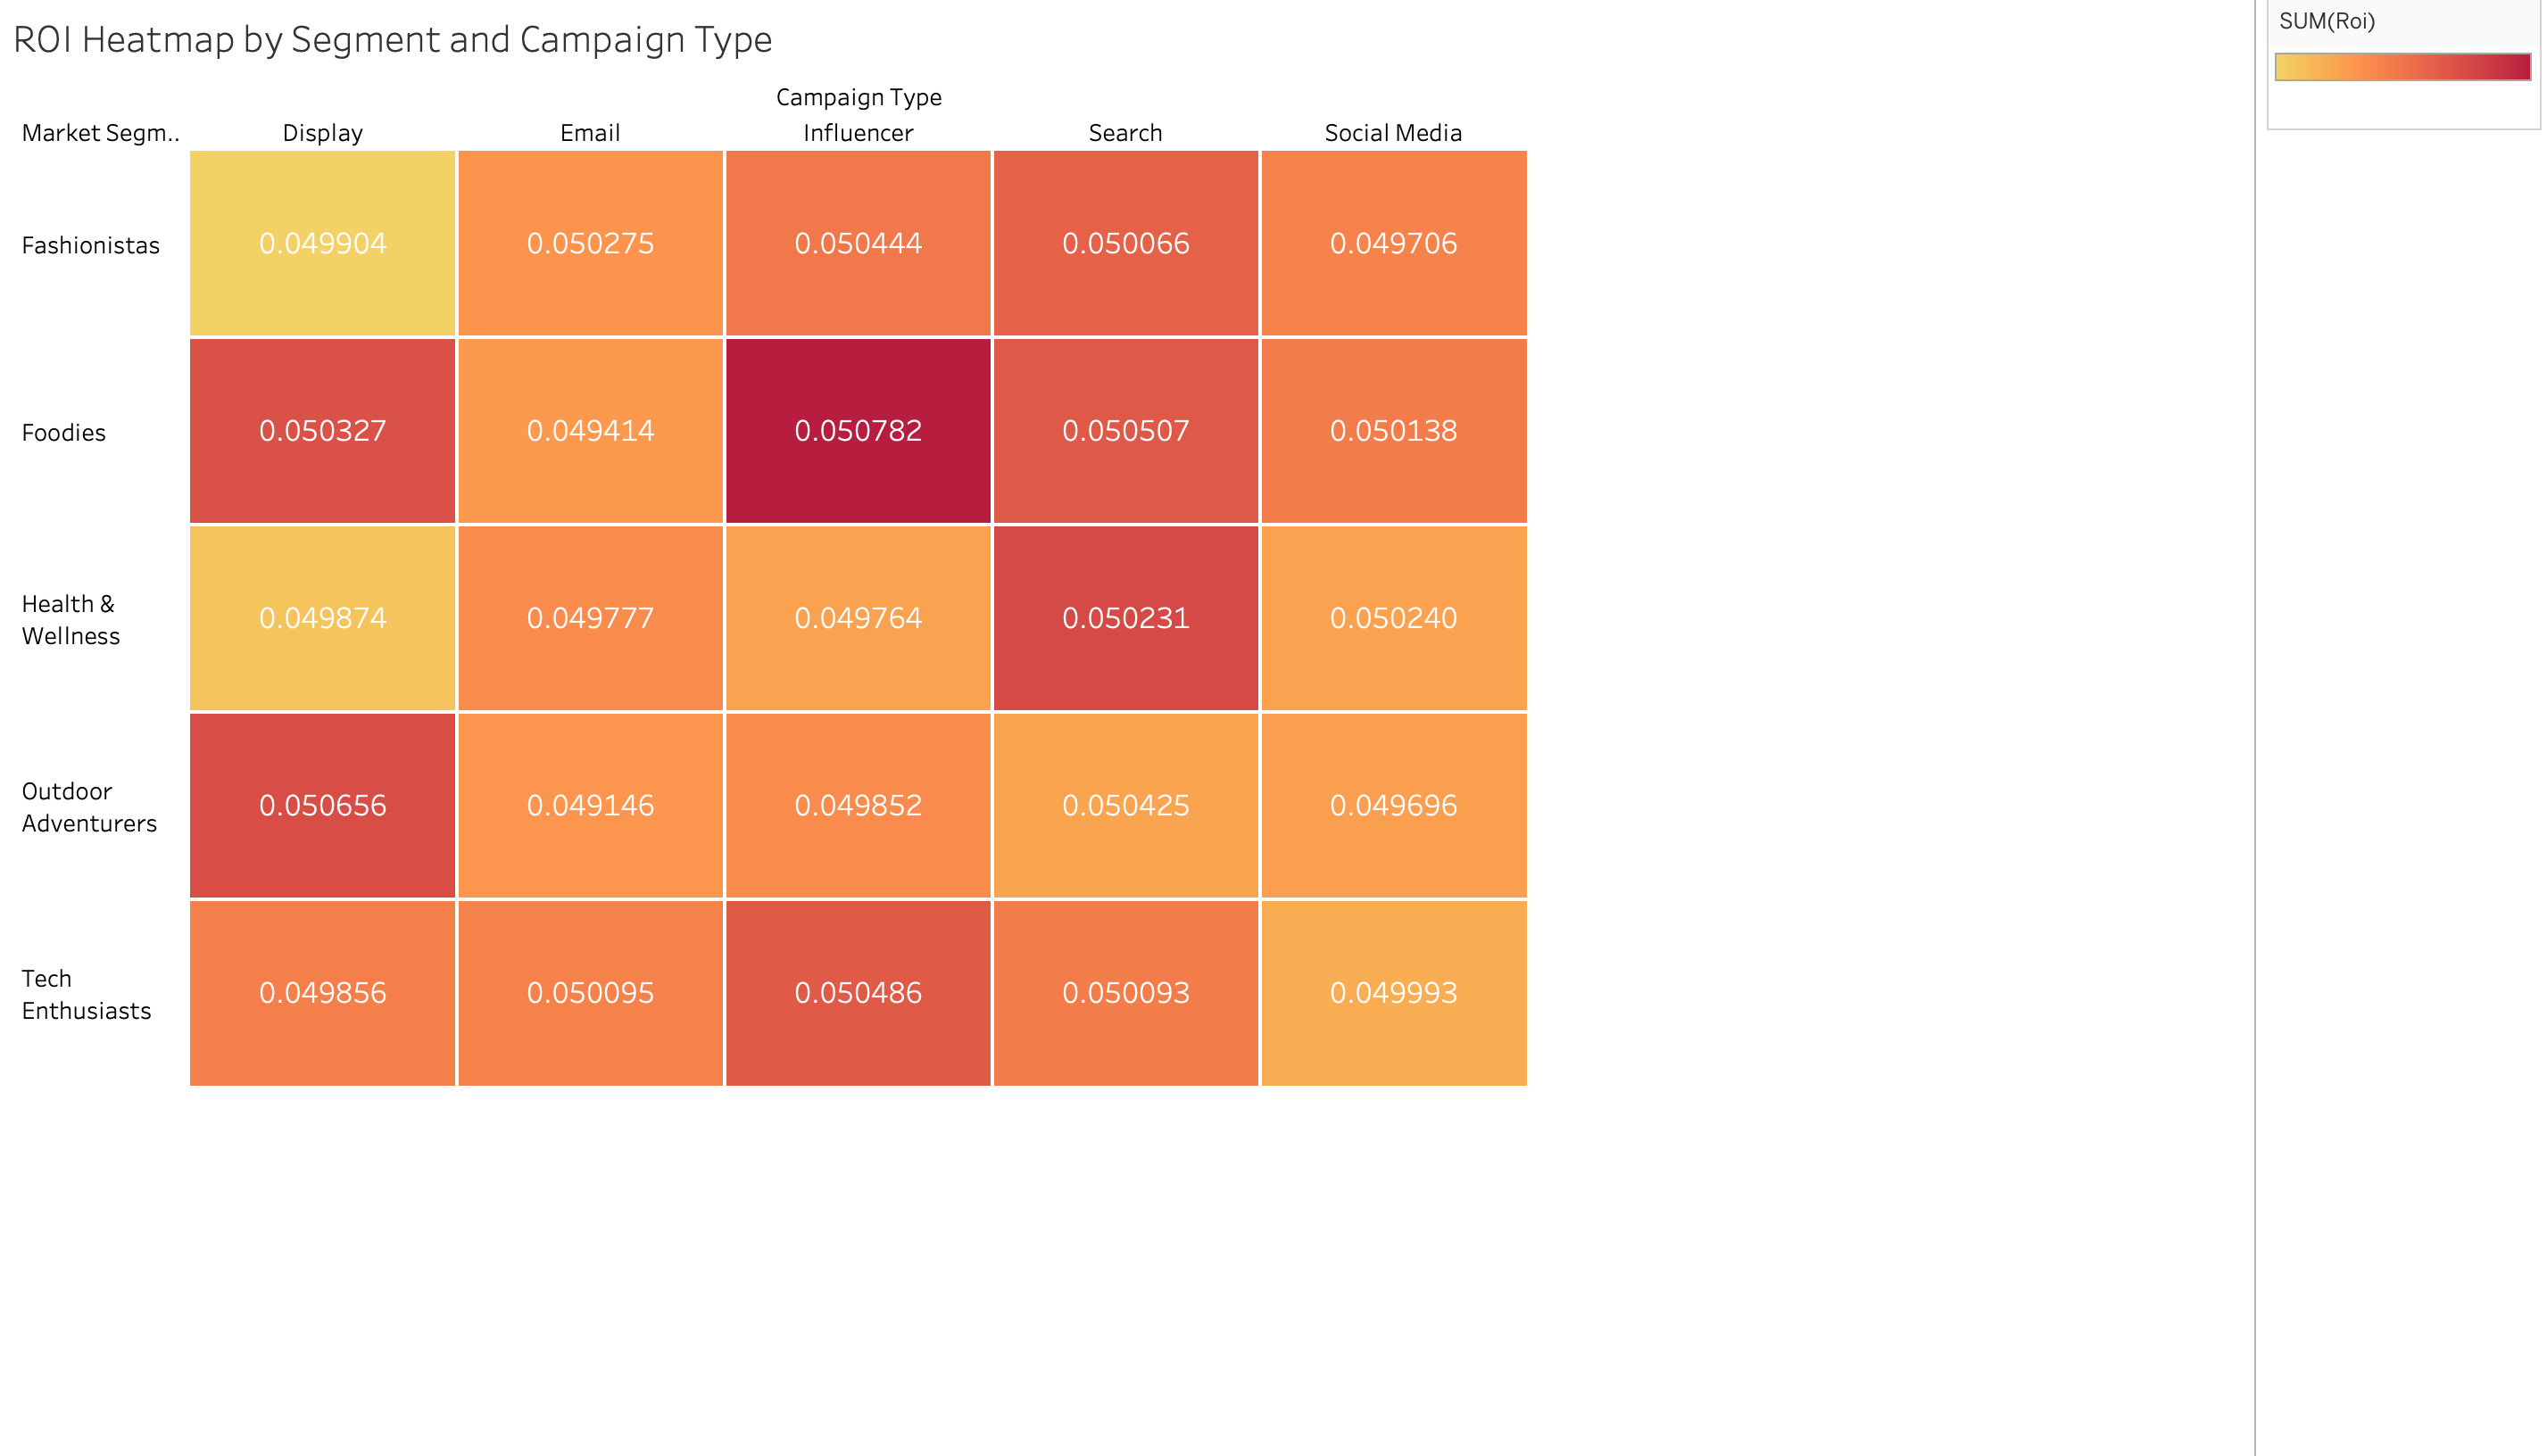 ROI Heatmap by Segment and Campaign Type
SUM(Roi)
Campaign Type
Market Segm.. Display Email Influencer Search Social Media
Fashionistas 0.049904 0.050275 0.050444 0.050066 0.049706
Foodies 0.050327 0.049414 0.050782 0.050507 0.050138
Health &
Wellness 0.049874 0.049777 0.049764 0.050231 0.050240
Outdoor
Adventurers 0.050656 0.049146 0.049852 0.050425 0.049696
Tech
Enthusiasts 0.049856 0.050095 0.050486 0.050093 0.049993